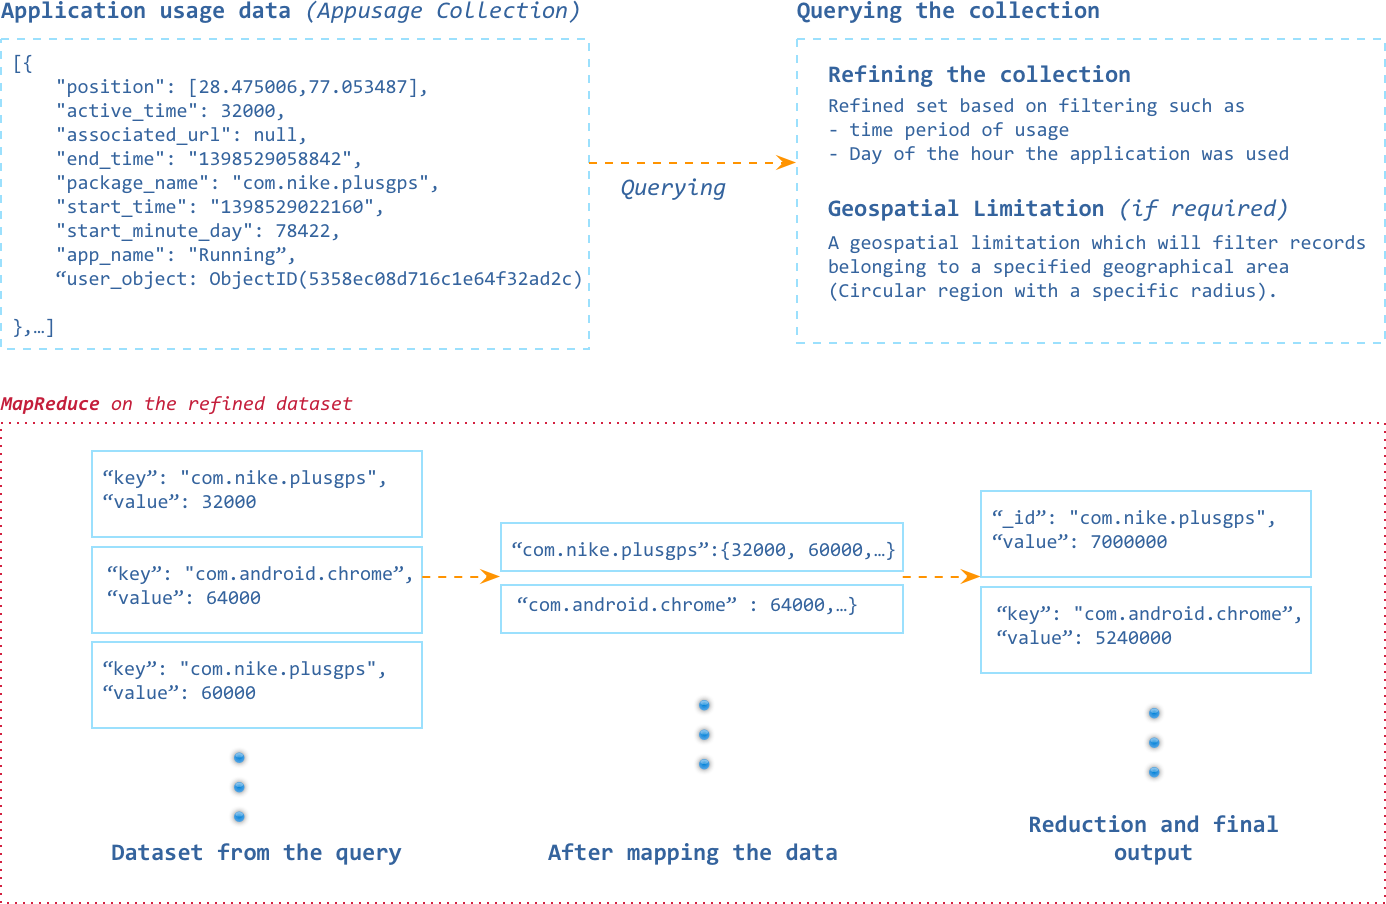 Application usage data (Appusage Collection)
[{
"position": [28.475006,77.053487],
"active_time": 32000,
"associated_url": null,
"end_time": "1398529058842",
"package_name": "com.nike.plusgps",
"start_time": "1398529022160",
"start_minute_day": 78422,
"app_name": "Running”,
“user_object: ObjectID(5358ec08d716c1e64f32ad2c)
},…]
Querying
Querying the collection
Refining the collection
Refined set based on filtering such as
- time period of usage
- Day of the hour the application was used
Geospatial Limitation (if required)
A geospatial limitation which will filter records
belonging to a specified geographical area
(Circular region with a specific radius).
MapReduce on the refined dataset
“key”: "com.nike.plusgps",
“value”: 32000
“key”: "com.android.chrome”,
“value”: 64000
“key”: "com.nike.plusgps",
“value”: 60000
Dataset from the query
“com.nike.plusgps”:{32000, 60000,…}
“com.android.chrome” : 64000,…}
After mapping the data
“_id”: "com.nike.plusgps",
“value”: 7000000
“key”: "com.android.chrome”,
“value”: 5240000
Reduction and final
output